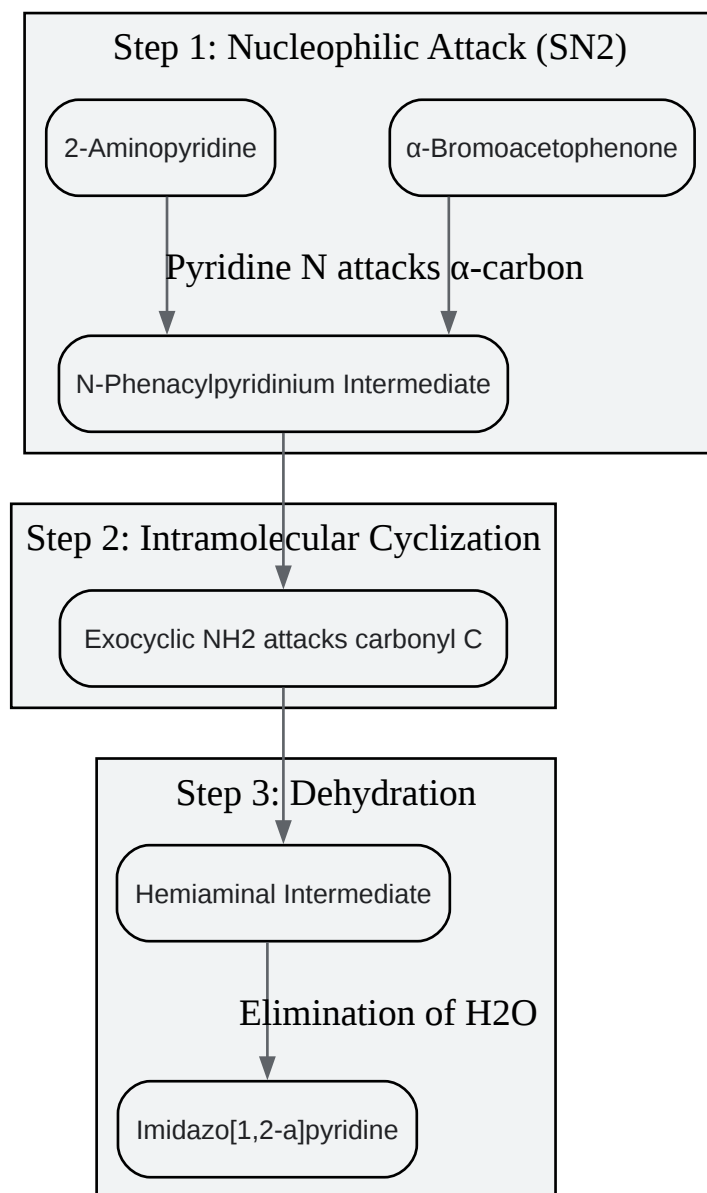 Step 1: Nucleophilic Attack (SN2)
2-Aminopyridine
α-Bromoacetophenone
Pyridine N attacks α-carbon
N-Phenacylpyridinium Intermediate
Step 2: Intramolecular Cyclization
Exocyclic NH2 attacks carbonyl C
Step 3: Dehydration
Hemiaminal Intermediate
Elimination of H2O
Imidazo[1,2-a]pyridine